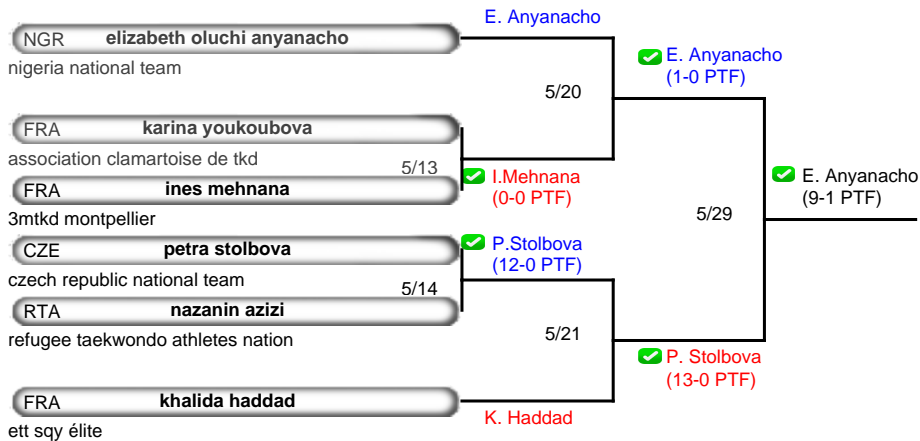 E. Anyanacho
NGR elizabeth oluchi anyanacho
nigeria national team
E. Anyanacho
(1-0 PTF)
5/20
FRA karina youkoubova
association clamartoise de tkd
5/13
FRA ines mehnana
3mtkd montpellier
I.Mehnana
(0-0 PTF)
E. Anyanacho
(9-1 PTF)
5/29
CZE petra stolbova
czech republic national team
P.Stolbova
(12-0 PTF)
5/14
RTA nazanin azizi
refugee taekwondo athletes nation
5/21
P. Stolbova
(13-0 PTF)
FRA khalida haddad
ett sqy élite
K. Haddad